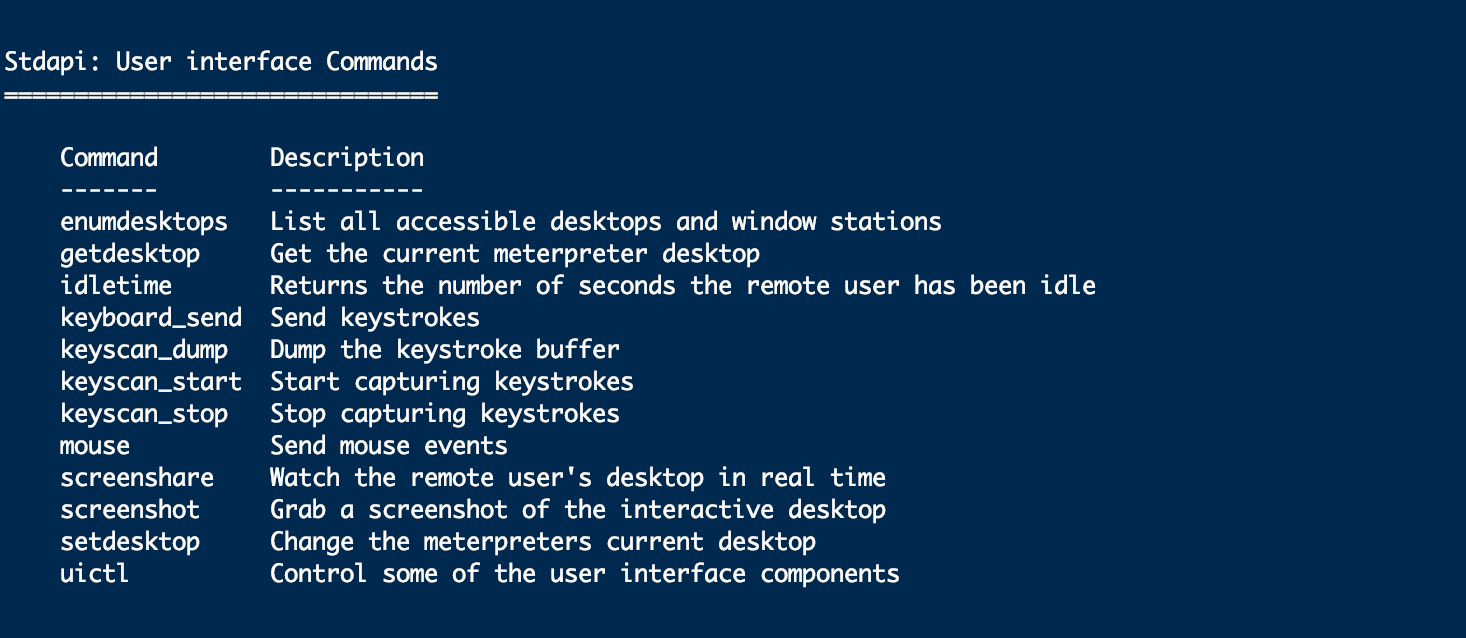 Stdapi: User interface Commands
===============================
Command Description
------- -----------
enumdesktops List all accessible desktops and window stations
getdesktop Get the current meterpreter desktop
idletime Returns the number of seconds the remote user has been idle
keyboard_send Send keystrokes
keyscan_dump Dump the keystroke buffer
keyscan_start Start capturing keystrokes
keyscan_stop Stop capturing keystrokes
mouse Send mouse events
screenshare Watch the remote user's desktop in real time
screenshot Grab a screenshot of the interactive desktop
setdesktop Change the meterpreters current desktop
uictl Control some of the user interface components